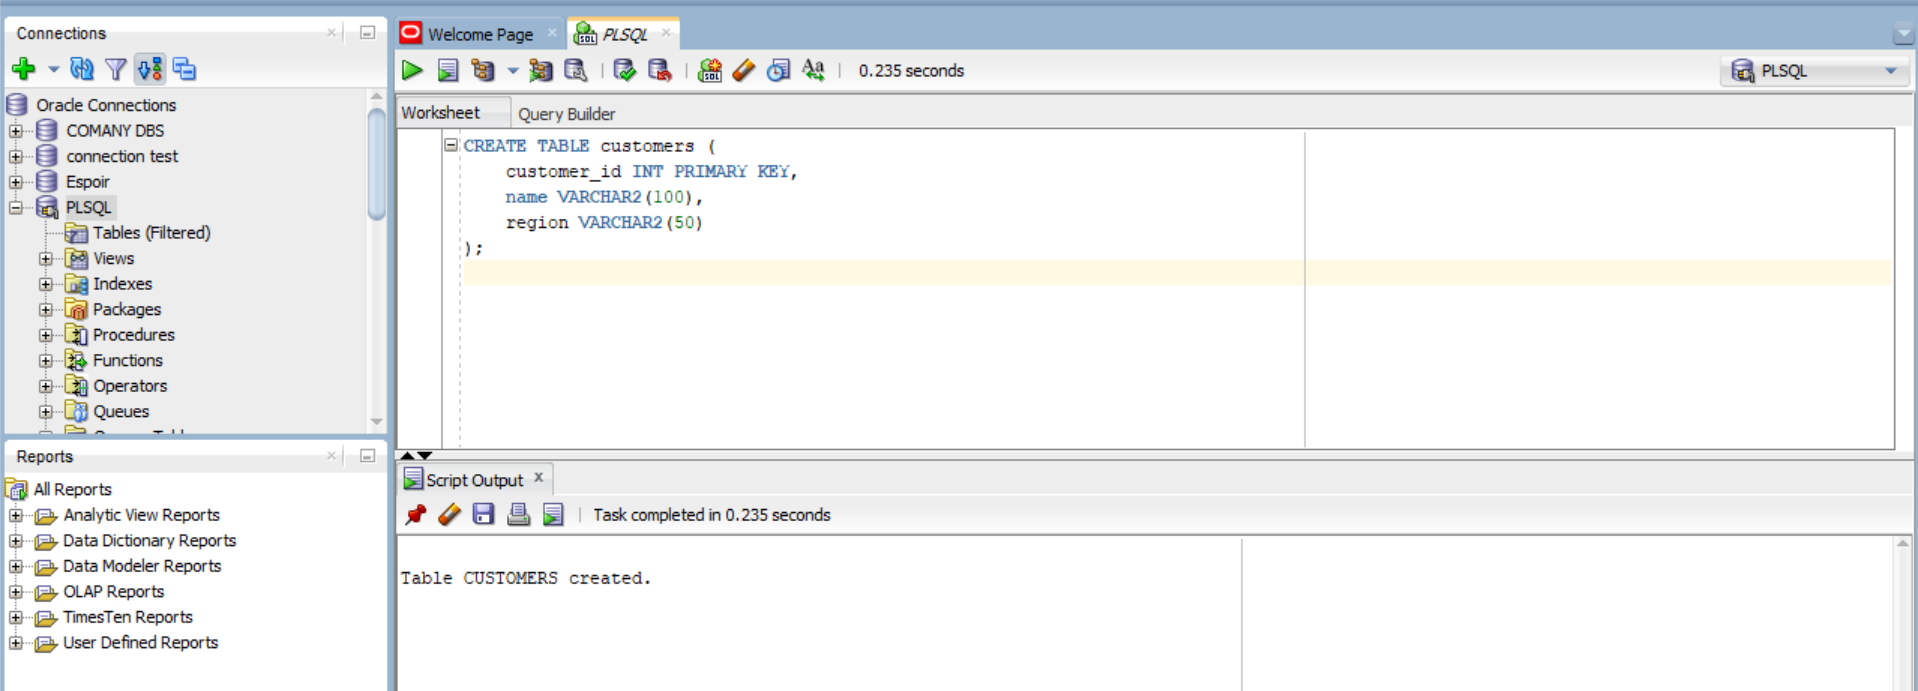 Connections
Oracle Connections
COMANY DBS
connection test
Espoir
PLSQL
Tables (Filtered)
Views
Indexes
Packages
Procedures
Functions
Operators
Queues
Reports
All Reports
Analytic View Reports
Data Dictionary Reports
Data Modeler Reports
OLAP Reports
TimesTen Reports
User Defined Reports
Welcome Page
PLSQL
0.235 seconds
PLSQL
Worksheet
Query Builder
CREATE TABLE customers (
customer_id INT PRIMARY KEY,
name VARCHAR2(100),
region VARCHAR2(50)
);
Script Output
Task completed in 0.235 seconds
Table CUSTOMERS created.